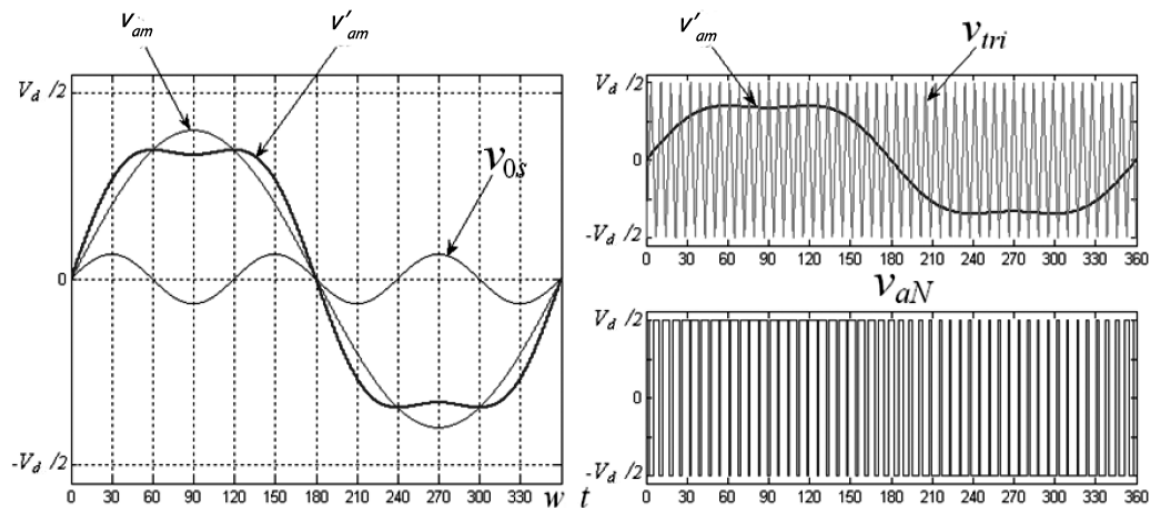 v_am v'_am
V_d /2
v_0s
0
-V_d /2
0 30 60 90 120 150 180 210 240 270 300 330 w t
v'_am v_tri
V_d /2
0
-V_d /2
0 30 60 90 120 150 180 210 240 270 300 330 360
v_aN
V_d /2
0
-V_d /2
0 30 60 90 120 150 180 210 240 270 300 330 360